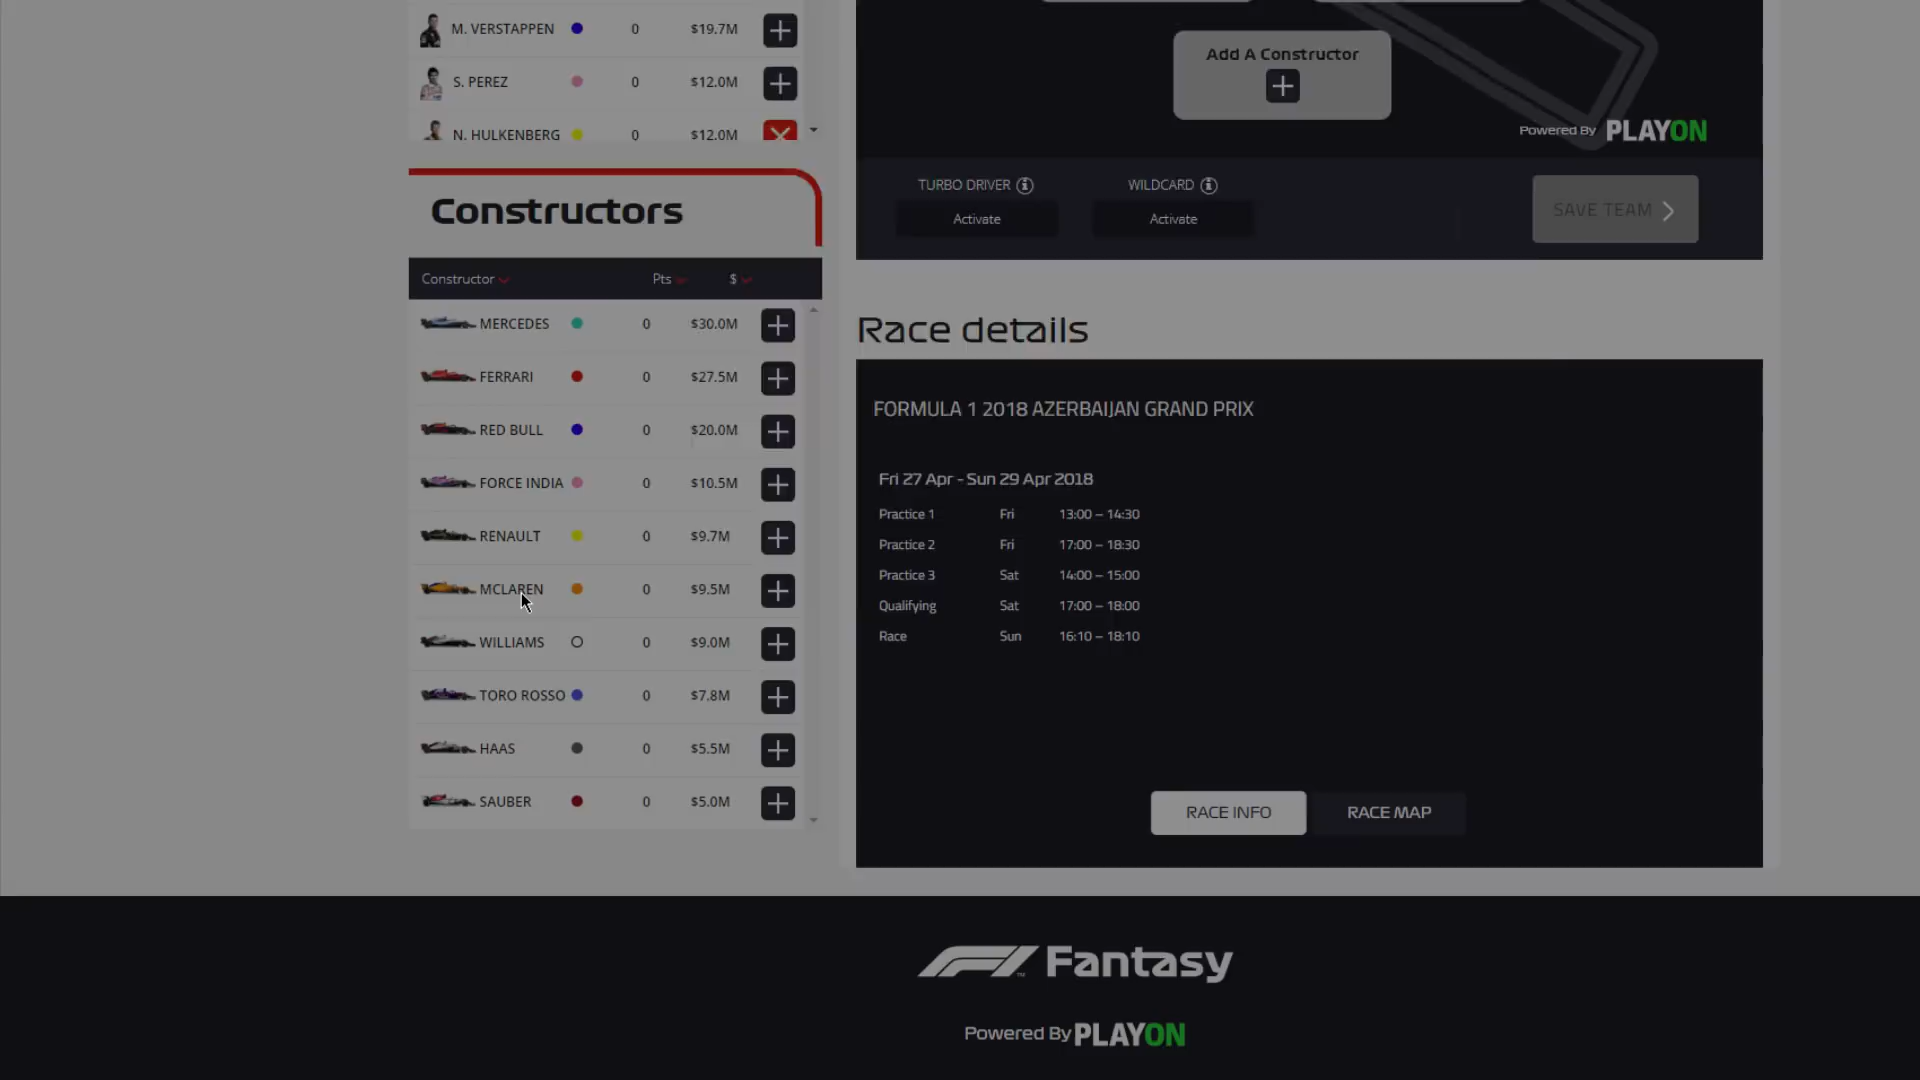 M. VERSTAPPEN 0 $19.7M
S. PEREZ 0 $12.0M
N. HULKENBERG 0 $12.0M
Constructors
Constructor Pts $
MERCEDES 0 $30.0M
FERRARI 0 $27.5M
RED BULL 0 $20.0M
FORCE INDIA 0 $10.5M
RENAULT 0 $9.7M
MCLAREN 0 $9.5M
WILLIAMS 0 $9.0M
TORO ROSSO 0 $7.8M
HAAS 0 $5.5M
SAUBER 0 $5.0M
Add A Constructor
Powered By PLAYON
TURBO DRIVER WILDCARD
Activate Activate
SAVE TEAM
Race details
FORMULA 1 2018 AZERBAIJAN GRAND PRIX
Fri 27 Apr - Sun 29 Apr 2018
Practice 1 Fri 13:00 – 14:30
Practice 2 Fri 17:00 – 18:30
Practice 3 Sat 14:00 – 15:00
Qualifying Sat 17:00 – 18:00
Race Sun 16:10 – 18:10
RACE INFO RACE MAP
F1 Fantasy
Powered By PLAYON